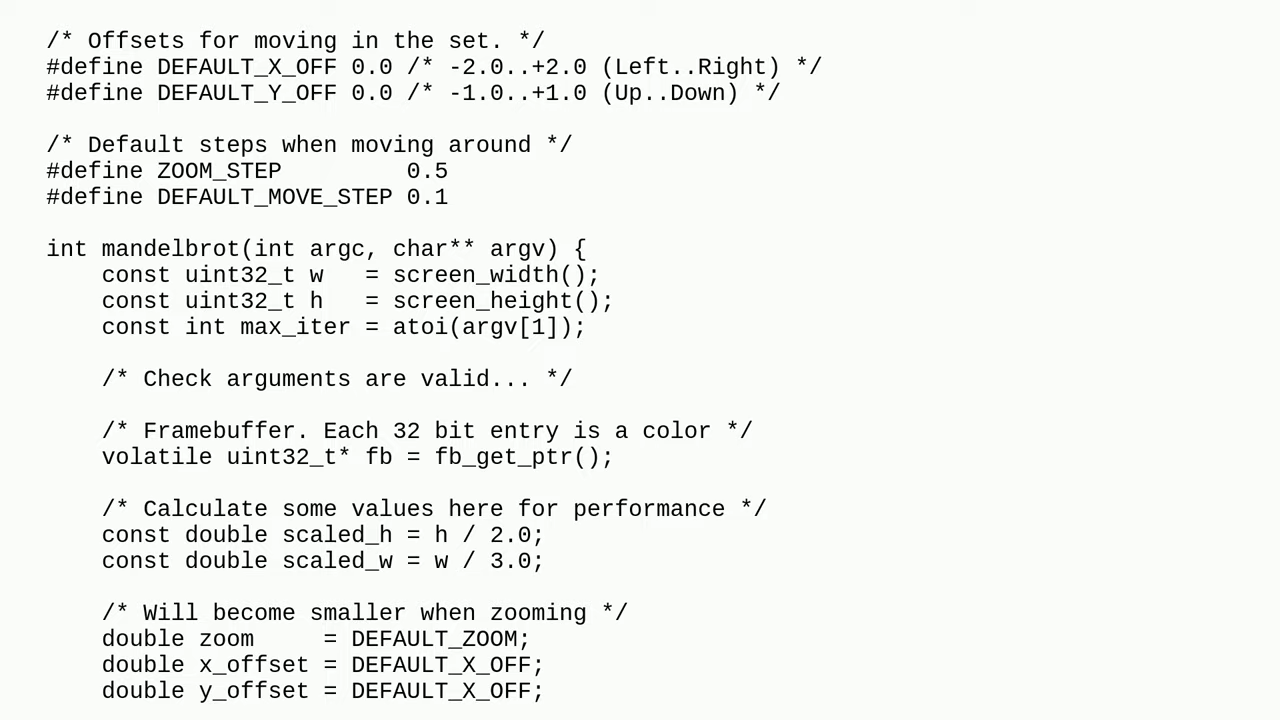 /* Offsets for moving in the set. */
#define DEFAULT_X_OFF 0.0 /* -2.0..+2.0 (Left..Right) */
#define DEFAULT_Y_OFF 0.0 /* -1.0..+1.0 (Up..Down) */
/* Default steps when moving around */
#define ZOOM_STEP         0.5
#define DEFAULT_MOVE_STEP 0.1
int mandelbrot(int argc, char** argv) {
    const uint32_t w   = screen_width();
    const uint32_t h   = screen_height();
    const int max_iter = atoi(argv[1]);
    /* Check arguments are valid... */
    /* Framebuffer. Each 32 bit entry is a color */
    volatile uint32_t* fb = fb_get_ptr();
    /* Calculate some values here for performance */
    const double scaled_h = h / 2.0;
    const double scaled_w = w / 3.0;
    /* Will become smaller when zooming */
    double zoom     = DEFAULT_ZOOM;
    double x_offset = DEFAULT_X_OFF;
    double y_offset = DEFAULT_X_OFF;